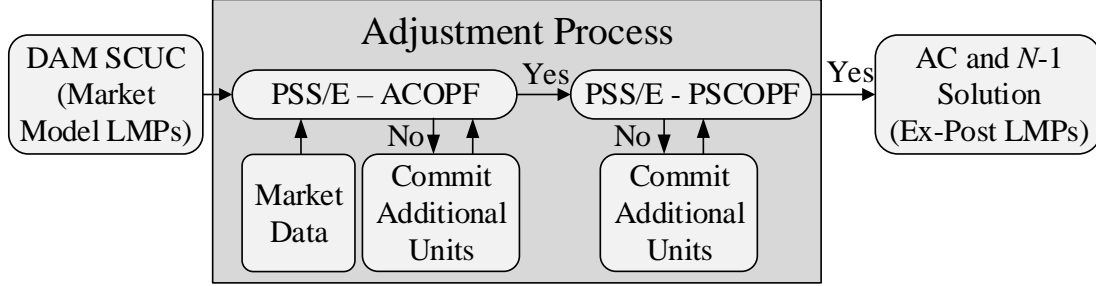 Adjustment Process
DAM SCUC
(Market
Model LMPs)
PSS/E – ACOPF
Yes
PSS/E - PSCOPF
Yes
AC and N-1
Solution
(Ex-Post LMPs)
No
No
Market
Data
Commit
Additional
Units
Commit
Additional
Units